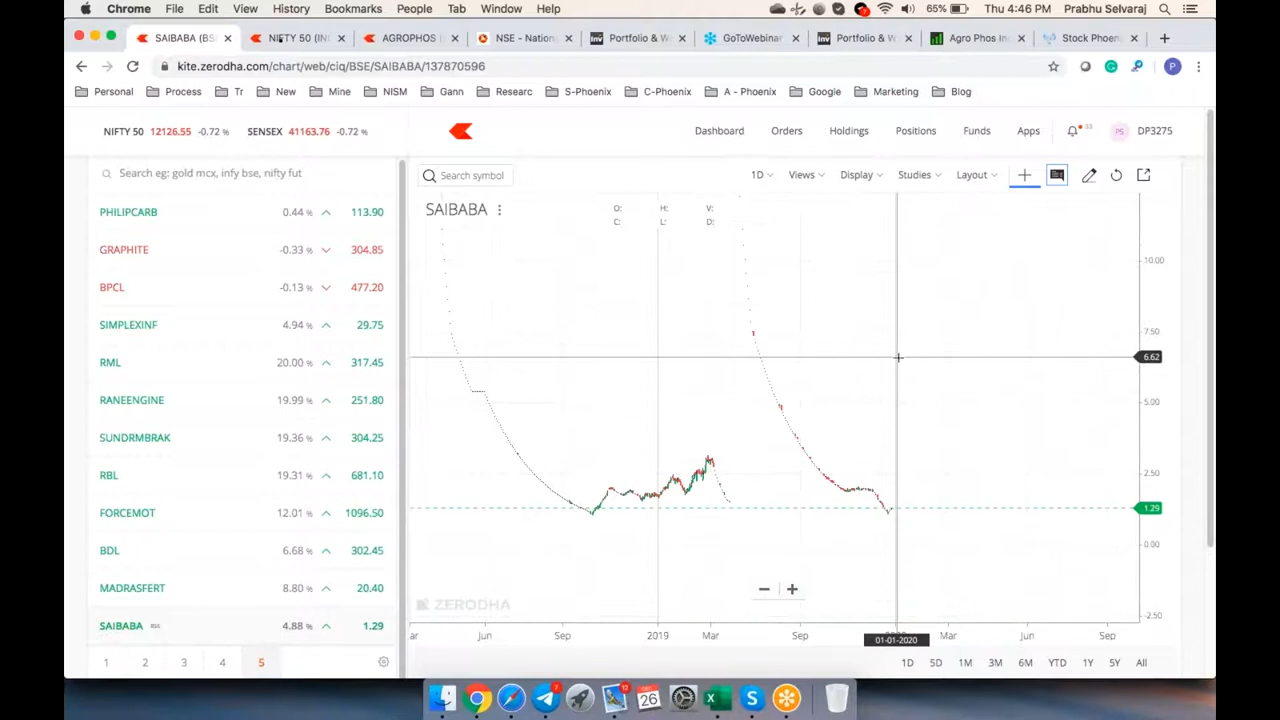 Chrome File Edit View History Bookmarks People Tab Window Help 65% Thu 4:46 PM Prabhu Selvaraj
SAIBABA (BS NIFTY 50 (IN AGROPHOS NSE - Nation Portfolio & W GoToWebinar Portfolio & W Agro Phos In Stock Phoen
kite.zerodha.com/chart/web/ciq/BSE/SAIBABA/137870596
Personal Process Tr New Mine NISM Gann Researc S-Phoenix C-Phoenix A - Phoenix Google Marketing Blog
NIFTY 50 12126.55 -0.72 % SENSEX 41163.76 -0.72 % Dashboard Orders Holdings Positions Funds Apps 33 PS DP3275
Search eg: gold mcx, infy bse, nifty fut
Search symbol 1D Views Display Studies Layout
PHILIPCARB 0.44 % 113.90
GRAPHITE -0.33 % 304.85
BPCL -0.13 % 477.20
SIMPLEXINF 4.94 % 29.75
RML 20.00 % 317.45
RANEENGINE 19.99 % 251.80
SUNDRMBRAK 19.36 % 304.25
RBL 19.31 % 681.10
FORCEMOT 12.01 % 1096.50
BDL 6.68 % 302.45
MADRASFERT 8.80 % 20.40
SAIBABA BSE 4.88 % 1.29
1 2 3 4 5
SAIBABA O: H: V:
C: L: D:
10.00
7.50
6.62
5.00
2.50
1.29
0.00
-2.50
ZERODHA
ar Jun Sep 2019 Mar Sep Mar Jun Sep
01-01-2020
1D 5D 1M 3M 6M YTD 1Y 5Y All
DEC
26